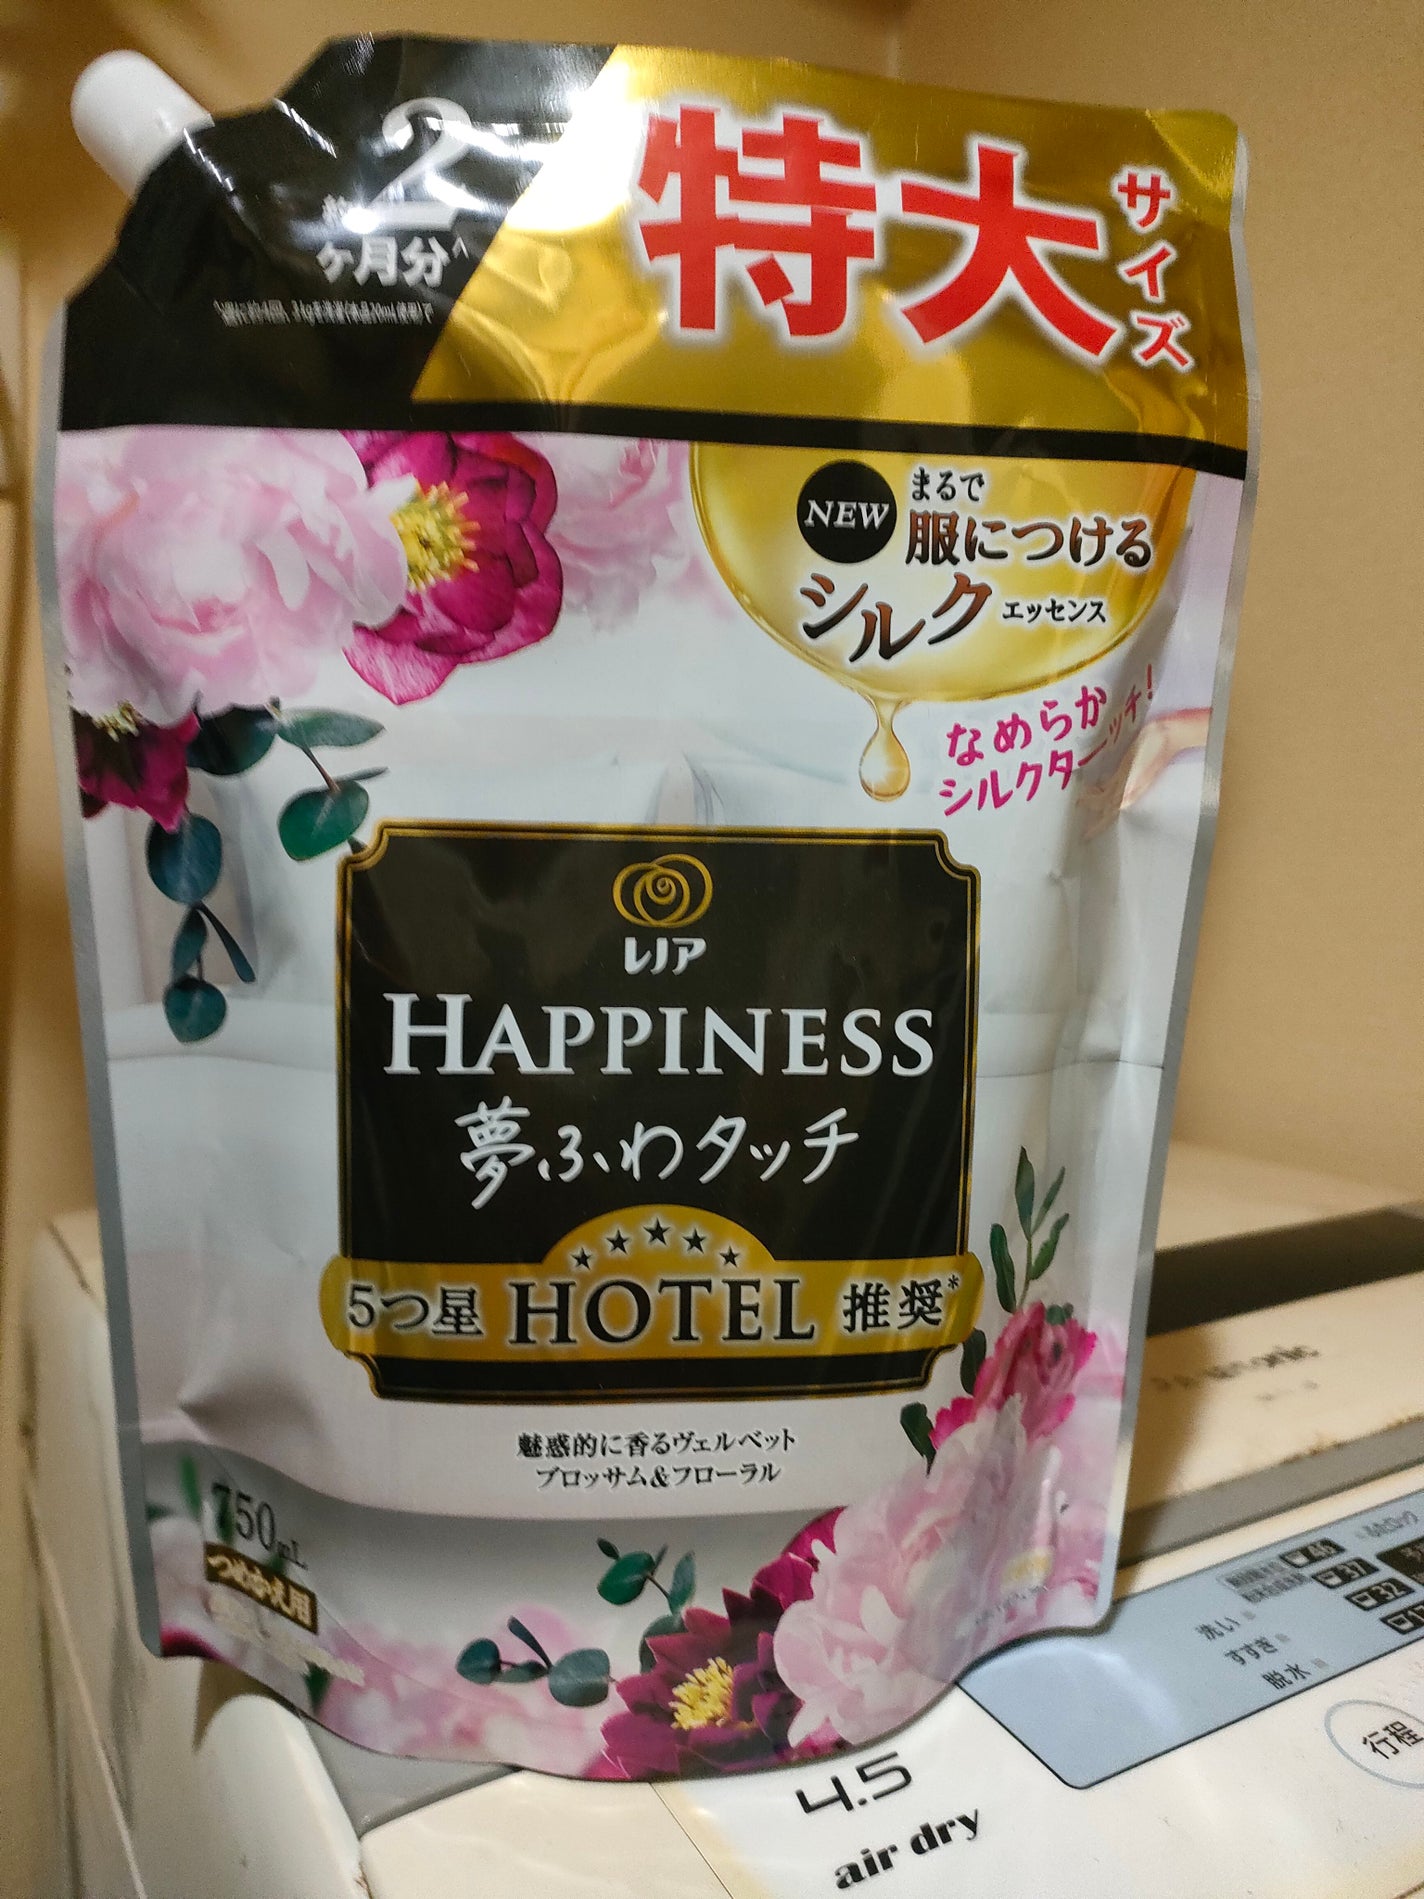 2
ヶ月分
特大
サイズ
NEW
まるで
服につける
シルク エッセンス
なめらか
シルクターッチ!
レノア
HAPPINESS
夢ふわタッチ
5つ星 HOTEL 推奨*
魅惑的に香るヴェルベット
ブロッサム&フローラル
750mL
つめかえ用
46
37
32
洗い
すすぎ
脱水
行程
4.5
air dry